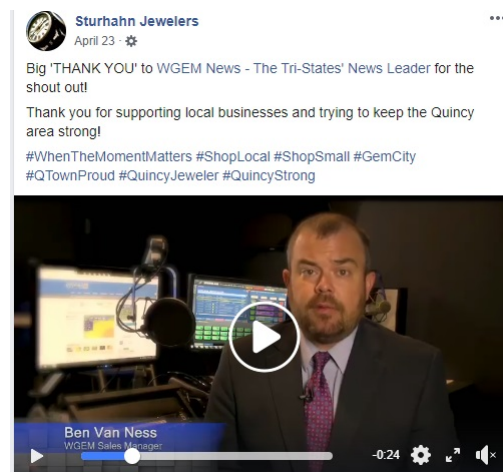 Sturhahn Jewelers
April 23 ·
Big 'THANK YOU' to WGEM News - The Tri-States' News Leader for the
shout out!
Thank you for supporting local businesses and trying to keep the Quincy
area strong!
#WhenTheMomentMatters #ShopLocal #ShopSmall #GemCity
#QTownProud #QuincyJeweler #QuincyStrong
Ben Van Ness
WGEM Sales Manager
-0:24